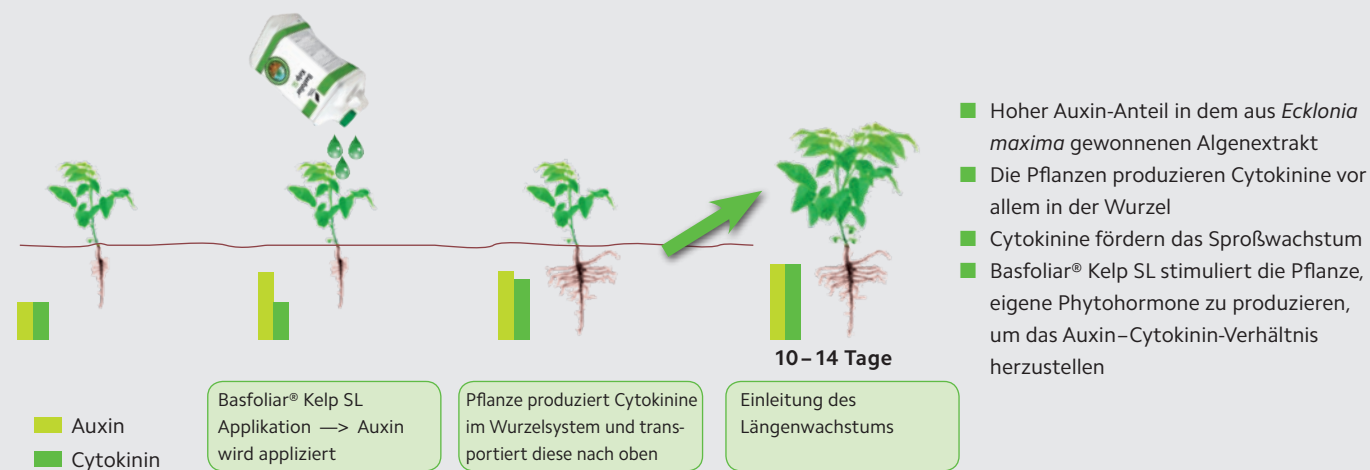 Basfoliar®
Kelp SL
Hoher Auxin-Anteil in dem aus Ecklonia
maxima gewonnenen Algenextrakt
Die Pflanzen produzieren Cytokinine vor
allem in der Wurzel
Cytokinine fördern das Sproßwachstum
Basfoliar® Kelp SL stimuliert die Pflanze,
eigene Phytohormone zu produzieren,
um das Auxin–Cytokinin-Verhältnis
herzustellen
10–14 Tage
Auxin
Cytokinin
Basfoliar® Kelp SL
Applikation —> Auxin
wird appliziert
Pflanze produziert Cytokinine
im Wurzelsystem und trans-
portiert diese nach oben
Einleitung des
Längenwachstums